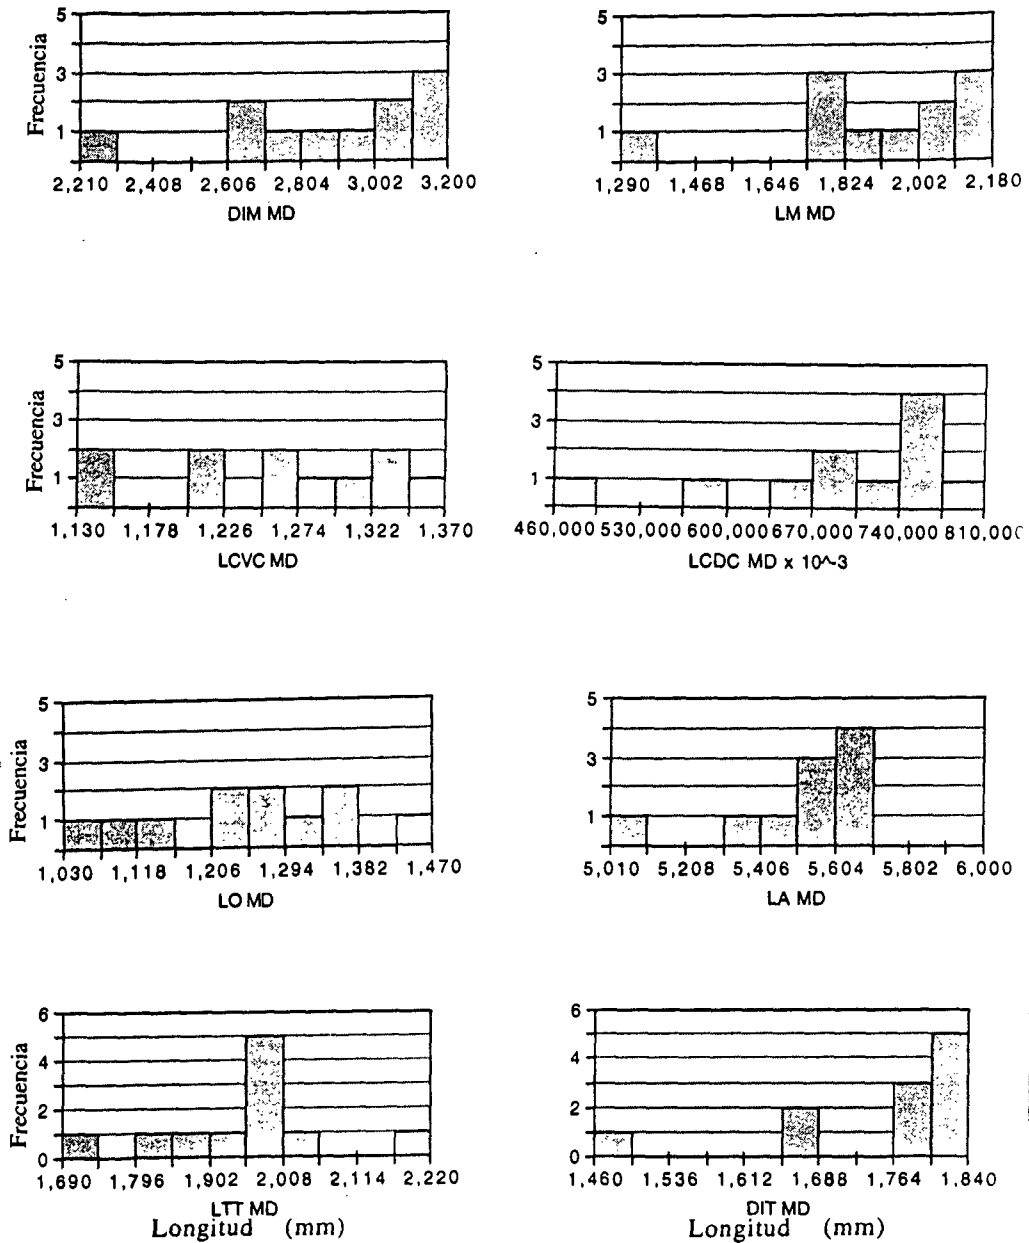 5
3
1
Frecuencia
2,210 2,408 2,606 2,804 3,002 3,200
DIM MD
5
3
1
1,290 1,468 1,646 1,824 2,002 2,180
LM MD
5
3
1
Frecuencia
1,130 1,178 1,226 1,274 1,322 1,370
LCVC MD
5
3
1
460,000 530,000 600,000 670,000 740,000 810,000
LCDC MD x 10^-3
5
3
1
Frecuencia
1,030 1,118 1,206 1,294 1,382 1,470
LO MD
5
3
1
5,010 5,208 5,406 5,604 5,802 6,000
LA MD
6
4
2
0
Frecuencia
1,690 1,796 1,902 2,008 2,114 2,220
LTT MD
Longitud (mm)
6
4
2
0
1,460 1,536 1,612 1,688 1,764 1,840
DIT MD
Longitud (mm)